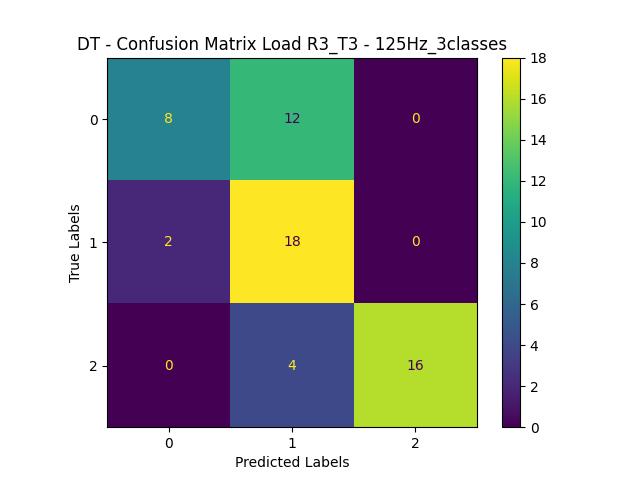 DT - Confusion Matrix Load R3_T3 - 125Hz_3classes
True Labels
0
1
2
8 12 0
2 18 0
0 4 16
0 1 2
Predicted Labels
18
16
14
12
10
8
6
4
2
0